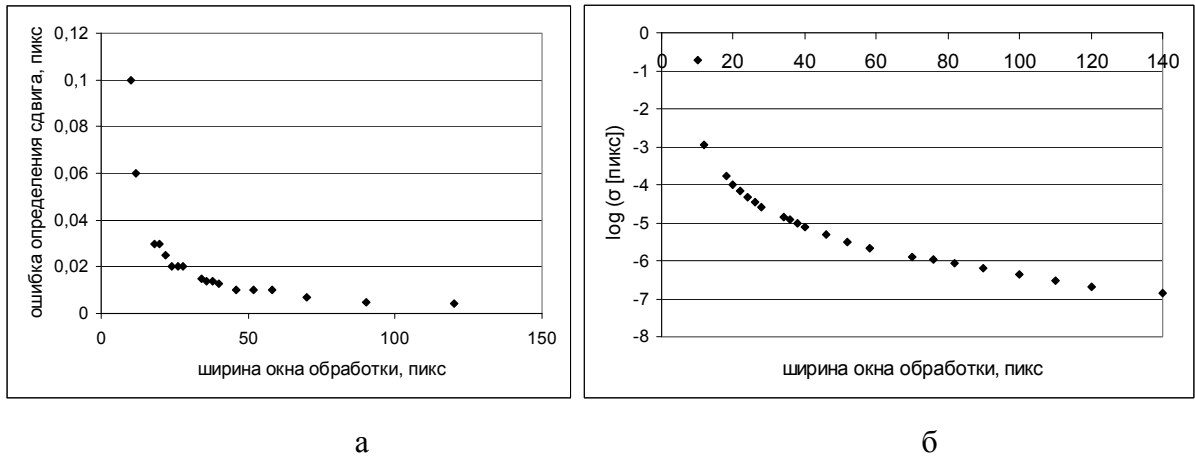 ошибка определения сдвига, пикс
0,12
0,1
0,08
0,06
0,04
0,02
0
0 50 100 150
ширина окна обработки, пикс
а
log (σ [пикс])
0
-1
-2
-3
-4
-5
-6
-7
-8
0 20 40 60 80 100 120 140
ширина окна обработки, пикс
б